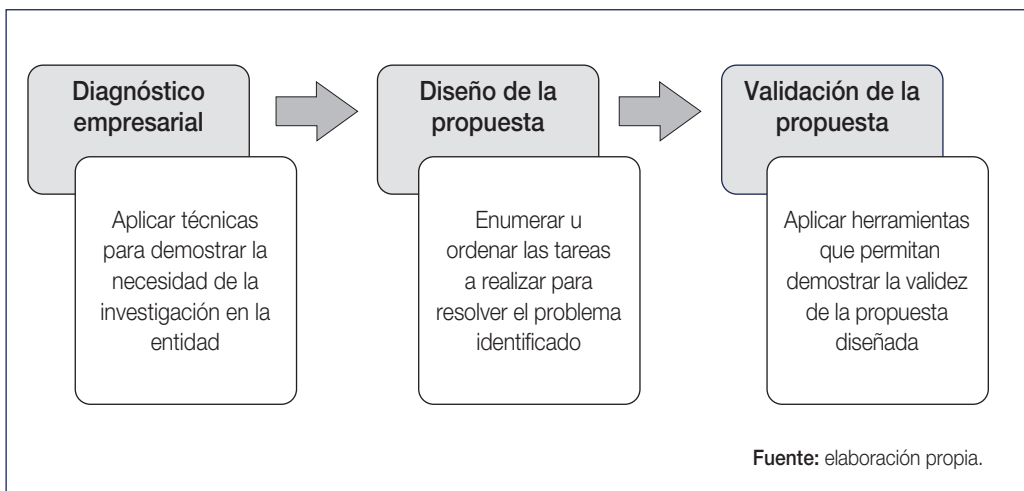 Diagnóstico
empresarial
Aplicar técnicas
para demostrar la
necesidad de la
investigación en la
entidad
Diseño de la
propuesta
Enumerar u
ordenar las tareas
a realizar para
resolver el problema
identificado
Validación de la
propuesta
Aplicar herramientas
que permitan
demostrar la validez
de la propuesta
diseñada
Fuente: elaboración propia.